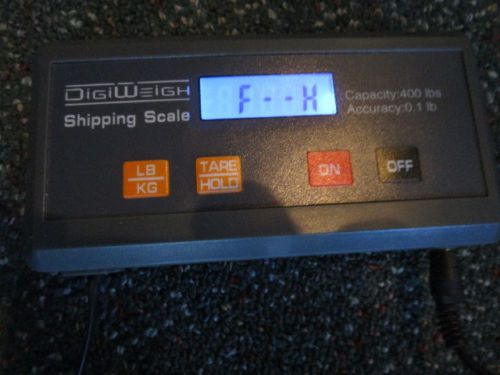 DIGIWEIGH
Shipping Scale
F--H
Capacity:400 lbs
Accuracy:0.1 lb
LB
KG
TARE
HOLD
ON
OFF